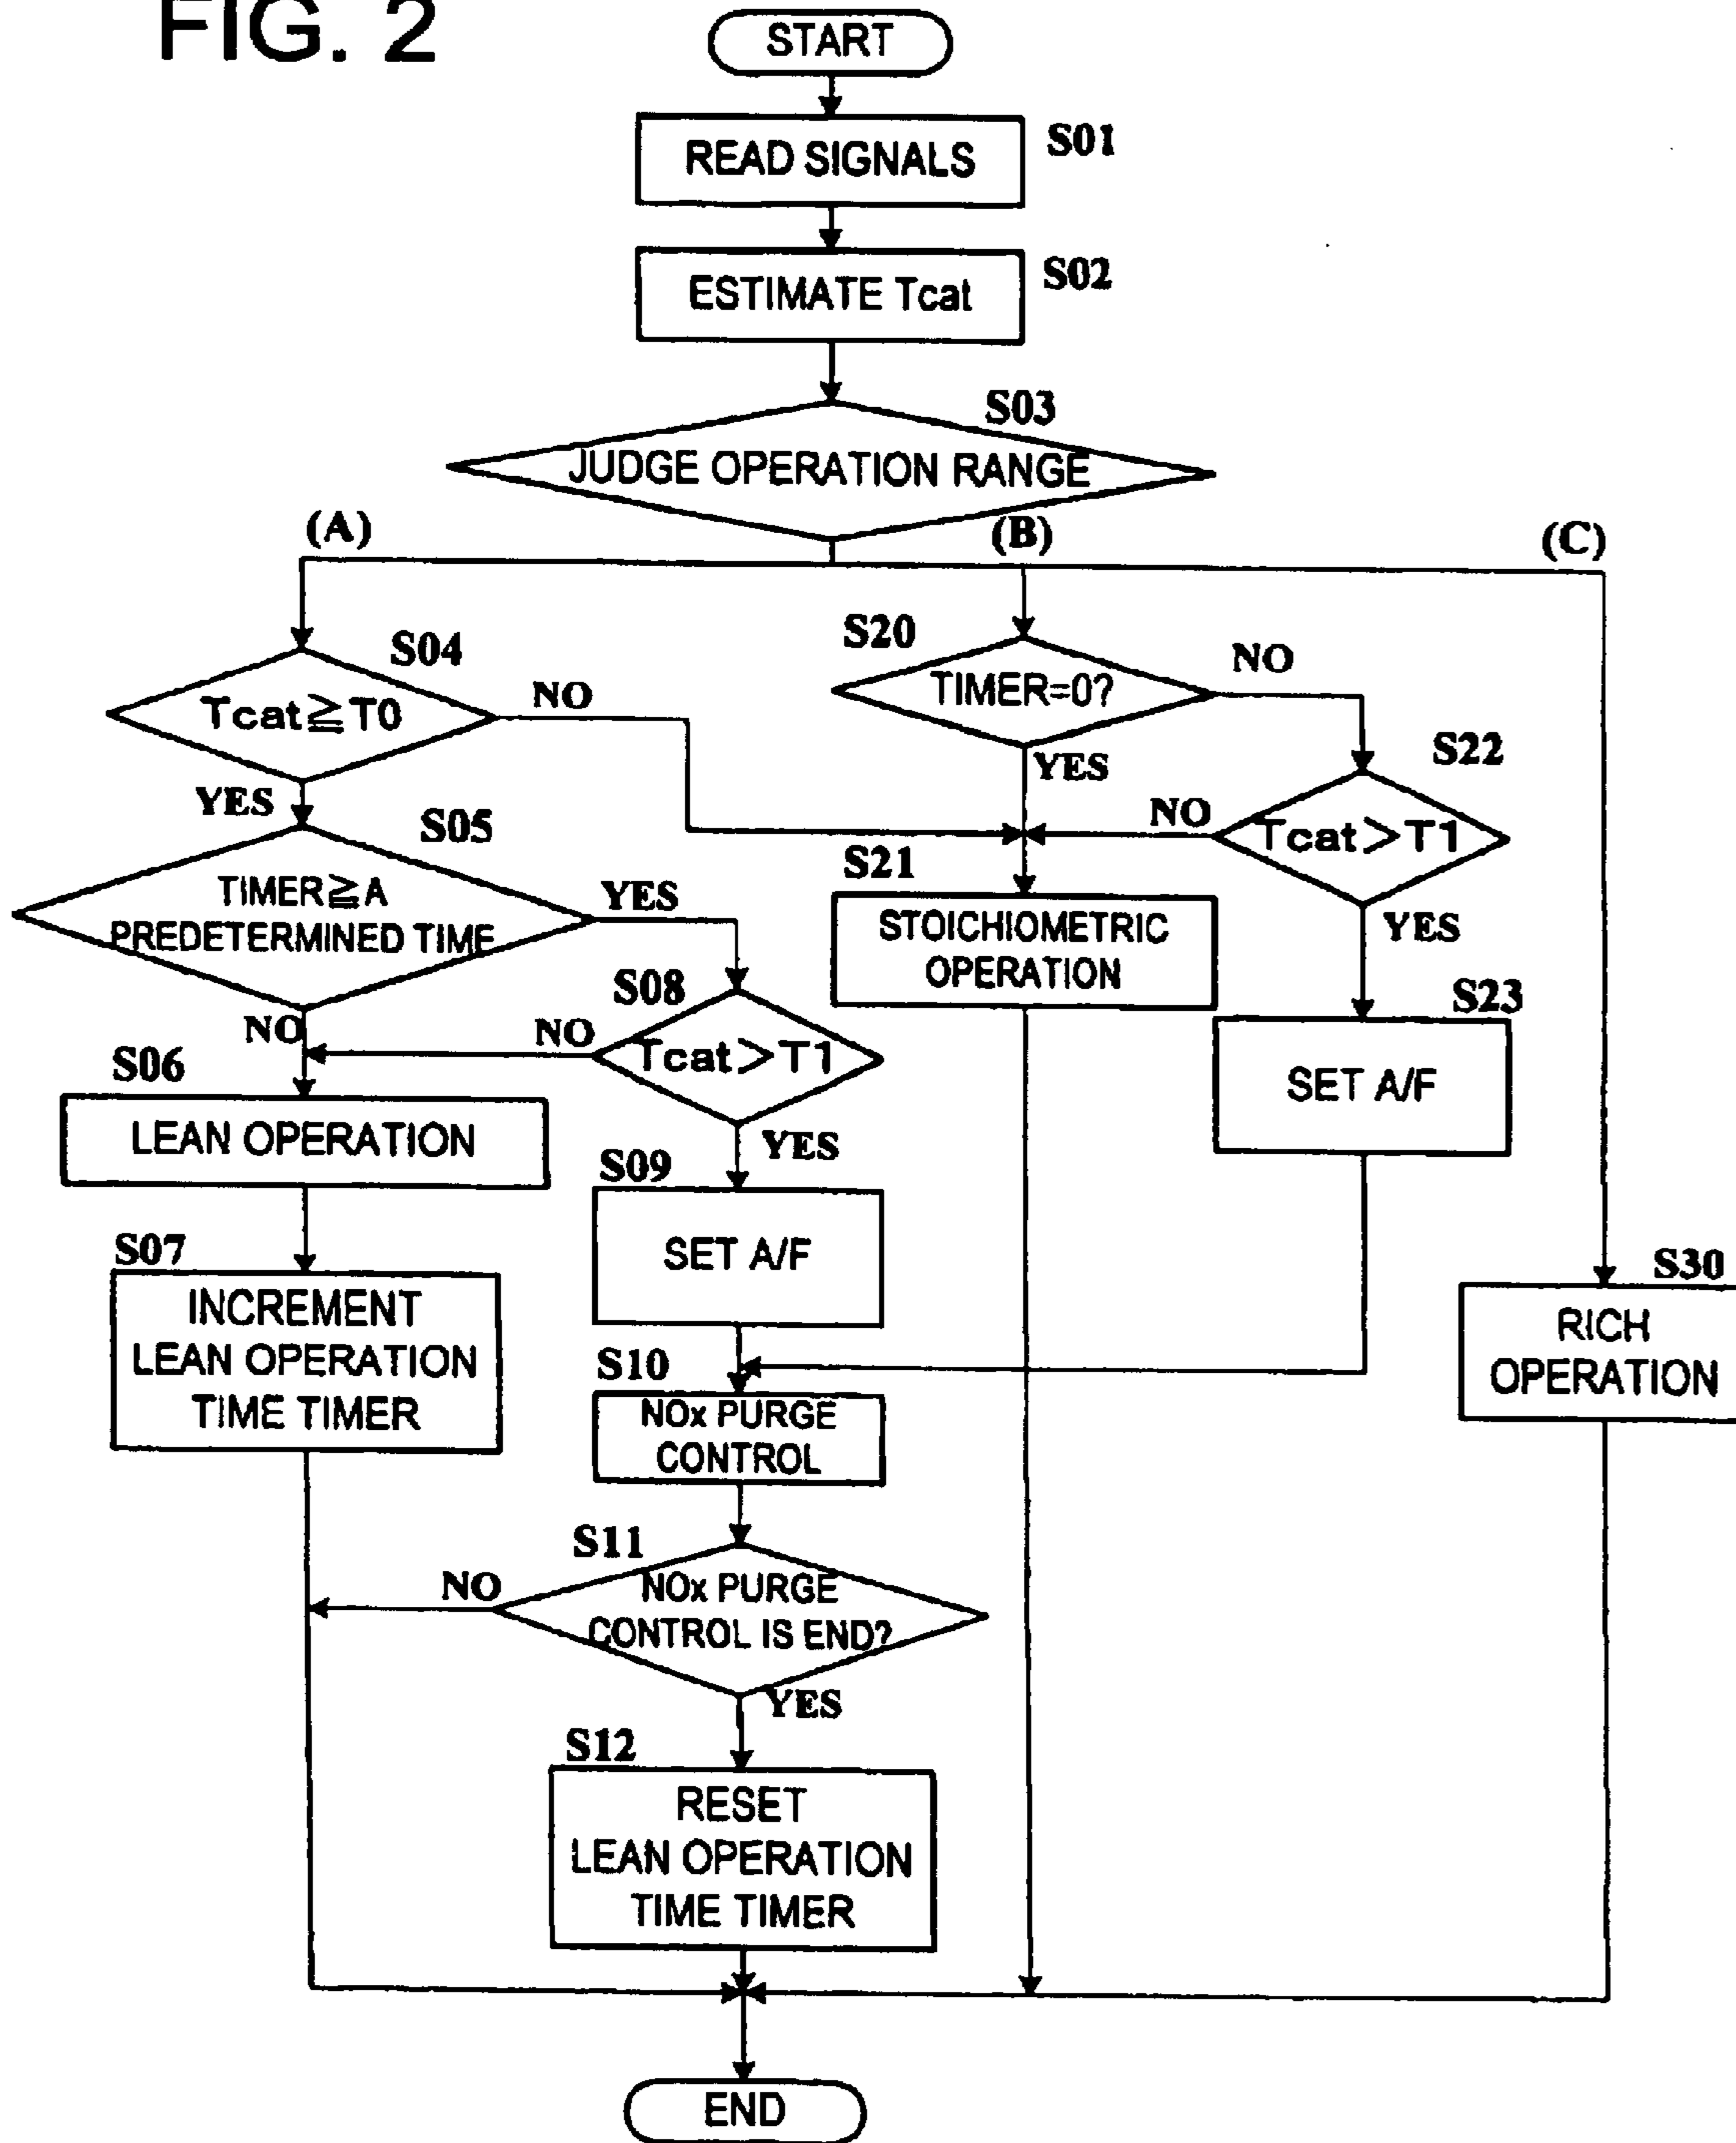 FIG. 2
START
READ SIGNALS
S01
ESTIMATE Tcat
S02
S03
JUDGE OPERATION RANGE
(A)
(B)
(C)
S04
Tcat≧T0
NO
YES
S20
TIMER=0?
NO
YES
S22
Tcat>T1
NO
YES
S05
TIMER≧A
PREDETERMINED TIME
YES
NO
S21
STOICHIOMETRIC
OPERATION
S08
Tcat>T1
NO
YES
S23
SET A/F
S06
LEAN OPERATION
S09
SET A/F
S07
INCREMENT
LEAN OPERATION
TIME TIMER
S30
RICH
OPERATION
S10
NOx PURGE
CONTROL
S11
NOx PURGE
CONTROL IS END?
NO
YES
S12
RESET
LEAN OPERATION
TIME TIMER
END